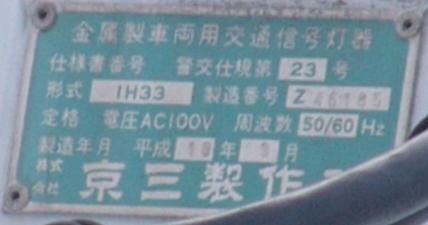 金属製車両用交通信号灯器
仕様書番号 警交仕規第 23 号
形式 1H33 製造番号 Z 46185
定格 電圧AC100V 周波数 50/60 Hz
製造年月 平成 10 年 3 月
株式会社 京三製作